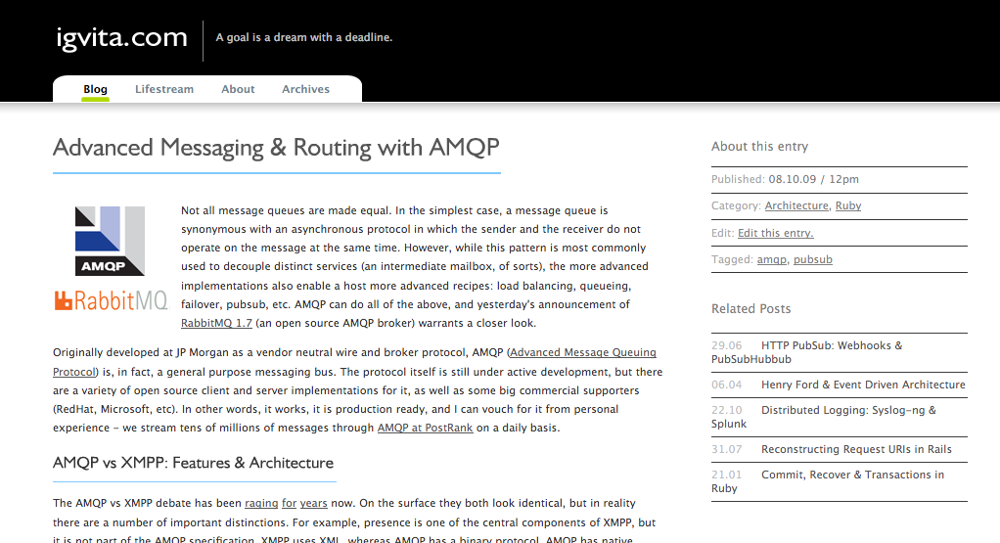 igvita.com
A goal is a dream with a deadline.
Blog
Lifestream
About
Archives
Advanced Messaging & Routing with AMQP
AMQP
RabbitMQ
Not all message queues are made equal. In the simplest case, a message queue is
synonymous with an asynchronous protocol in which the sender and the receiver do not
operate on the message at the same time. However, while this pattern is most commonly
used to decouple distinct services (an intermediate mailbox, of sorts), the more advanced
implementations also enable a host more advanced recipes: load balancing, queueing,
failover, pubsub, etc. AMQP can do all of the above, and yesterday's announcement of
RabbitMQ 1.7 (an open source AMQP broker) warrants a closer look.
Originally developed at JP Morgan as a vendor neutral wire and broker protocol, AMQP (Advanced Message Queuing
Protocol) is, in fact, a general purpose messaging bus. The protocol itself is still under active development, but there
are a variety of open source client and server implementations for it, as well as some big commercial supporters
(RedHat, Microsoft, etc). In other words, it works, it is production ready, and I can vouch for it from personal
experience – we stream tens of millions of messages through AMQP at PostRank on a daily basis.
AMQP vs XMPP: Features & Architecture
The AMQP vs XMPP debate has been raging for years now. On the surface they both look identical, but in reality
there are a number of important distinctions. For example, presence is one of the central components of XMPP, but
it is not part of the AMQP specification. XMPP uses XML, whereas AMQP has a binary protocol. AMQP has native
About this entry
Published: 08.10.09 / 12pm
Category: Architecture, Ruby
Edit: Edit this entry.
Tagged: amqp, pubsub
Related Posts
29.06 HTTP PubSub: Webhooks &
PubSubHubbub
06.04 Henry Ford & Event Driven Architecture
22.10 Distributed Logging: Syslog-ng &
Splunk
31.07 Reconstructing Request URIs in Rails
21.01 Commit, Recover & Transactions in
Ruby